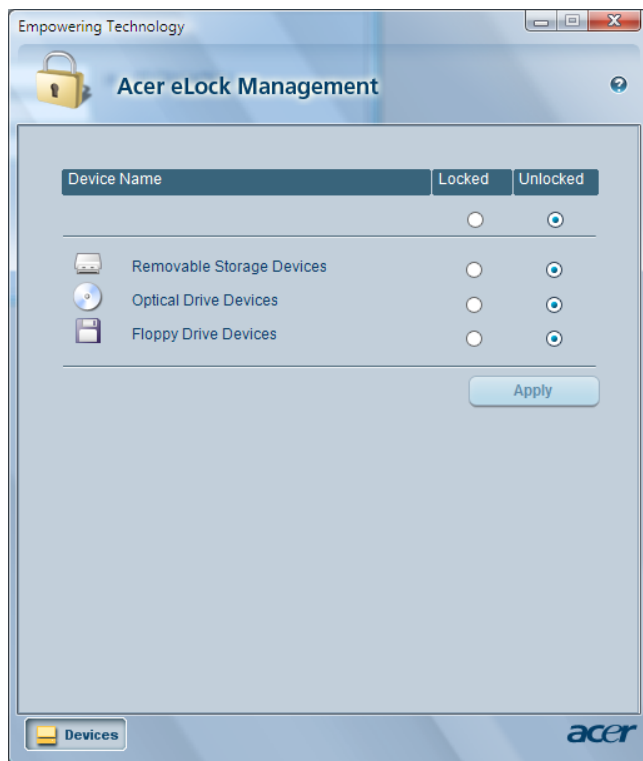 Empowering Technology
Acer eLock Management
Device Name Locked Unlocked
Removable Storage Devices
Optical Drive Devices
Floppy Drive Devices
Apply
Devices
acer